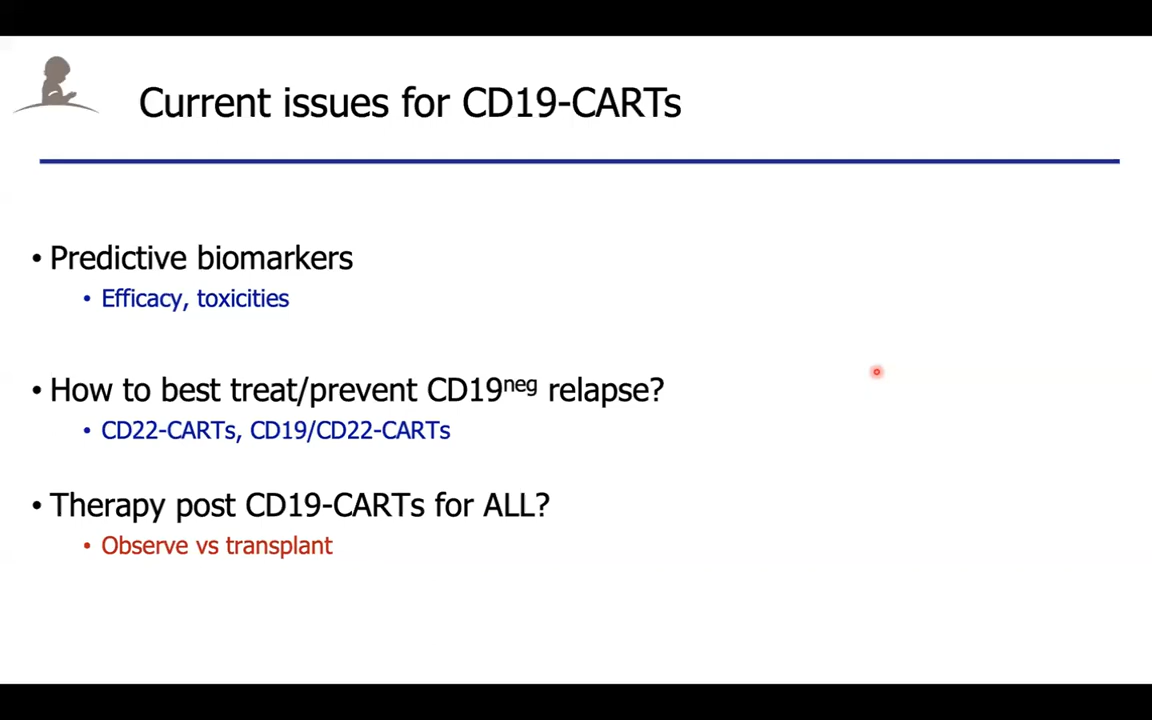 Current issues for CD19-CARTs
• Predictive biomarkers
• Efficacy, toxicities
• How to best treat/prevent CD19neg relapse?
• CD22-CARTs, CD19/CD22-CARTs
• Therapy post CD19-CARTs for ALL?
• Observe vs transplant